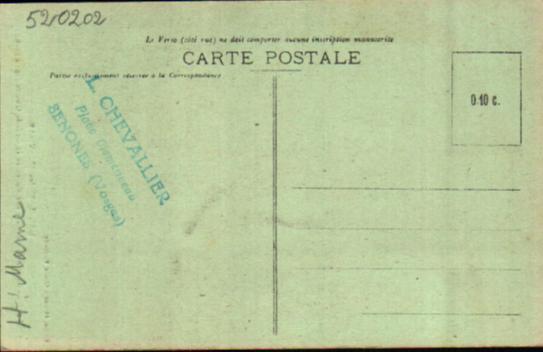 520202
Le Verso (côté vue) ne doit comporter aucune inscription manuscrite
CARTE POSTALE
Partie exclusivement réservée à la Correspondance
0.10 c.
L. CHEVALLIER
Place Clemenceau
SENONES (Vosges)
Hte Marne